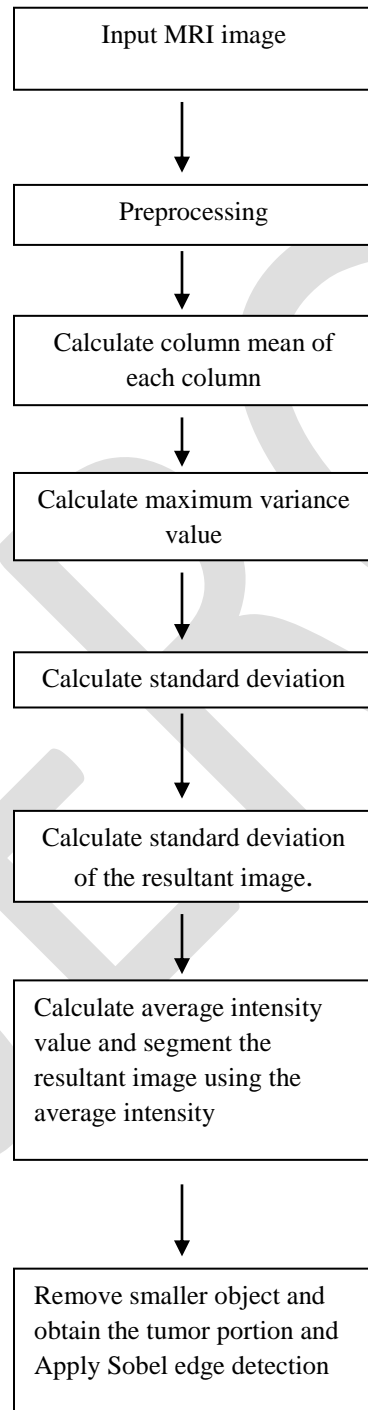 Input MRI image
Preprocessing
Calculate column mean of
each column
Calculate maximum variance
value
Calculate standard deviation
Calculate standard deviation
of the resultant image.
Calculate average intensity
value and segment the
resultant image using the
average intensity
Remove smaller object and
obtain the tumor portion and
Apply Sobel edge detection